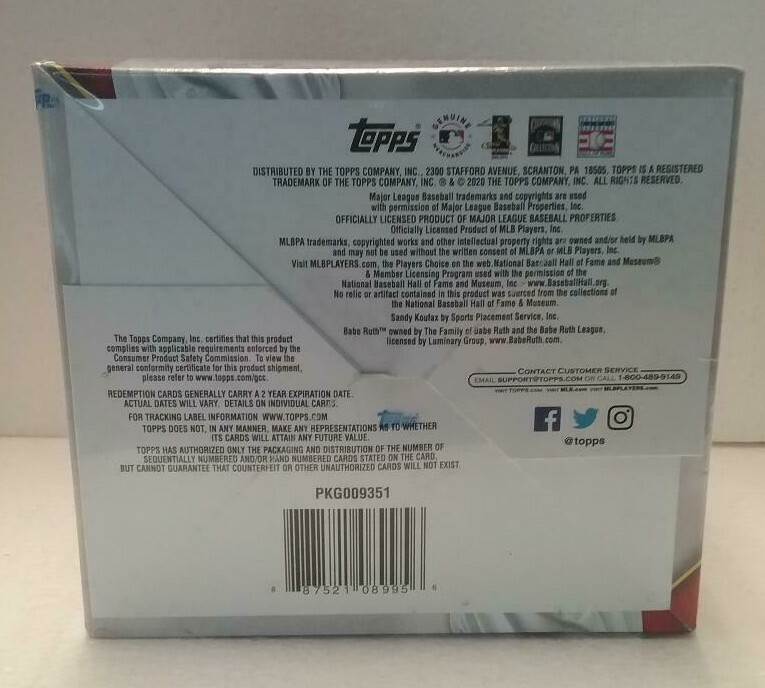 Topps®
GENUINE
MERCHANDISE
DISTRIBUTED BY THE TOPPS COMPANY, INC., 2300 STAFFORD AVENUE, SCRANTON, PA 18505. TOPPS IS A REGISTERED
TRADEMARK OF THE TOPPS COMPANY, INC. ® & © 2020 THE TOPPS COMPANY, INC. ALL RIGHTS RESERVED.
Major League Baseball trademarks and copyrights are used
with permission of Major League Baseball Properties, Inc.
OFFICIALLY LICENSED PRODUCT OF MAJOR LEAGUE BASEBALL PROPERTIES
Officially Licensed Product of MLB Players, Inc.
MLBPA trademarks, copyrighted works and other intellectual property rights are owned and/or held by MLBPA
and may not be used without the written consent of MLBPA or MLB Players, Inc.
Visit MLBPLAYERS.com, the Players Choice on the web. National Baseball Hall of Fame and Museum®
& Member Licensing Program used with the permission of the
National Baseball Hall of Fame and Museum, Inc - www.BaseballHall.org.
No relic or artifact contained in this product was sourced from the collections of
the National Baseball Hall of Fame & Museum.
Sandy Koufax by Sports Placement Service, Inc.
Babe Ruth™ owned by The Family of Babe Ruth and the Babe Ruth League,
licensed by Luminary Group, www.BabeRuth.com.
The Topps Company, Inc. certifies that this product
complies with applicable requirements enforced by the
Consumer Product Safety Commission. To view the
general conformity certificate for this product shipment,
please refer to www.topps.com/gcc.
CONTACT CUSTOMER SERVICE
EMAIL SUPPORT@TOPPS.COM OR CALL 1-800-489-9149
VISIT TOPPS.COM VISIT MLB.COM VISIT MLBPLAYERS.COM
@topps
REDEMPTION CARDS GENERALLY CARRY A 2 YEAR EXPIRATION DATE.
ACTUAL DATES WILL VARY. DETAILS ON INDIVIDUAL CARDS.
FOR TRACKING LABEL INFORMATION WWW.TOPPS.COM
TOPPS DOES NOT, IN ANY MANNER, MAKE ANY REPRESENTATIONS AS TO WHETHER
ITS CARDS WILL ATTAIN ANY FUTURE VALUE.
TOPPS HAS AUTHORIZED ONLY THE PACKAGING AND DISTRIBUTION OF THE NUMBER OF
SEQUENTIALLY NUMBERED AND/OR HAND NUMBERED CARDS STATED ON THE CARD,
BUT CANNOT GUARANTEE THAT COUNTERFEIT OR OTHER UNAUTHORIZED CARDS WILL NOT EXIST.
PKG009351
8 87521 08995 6